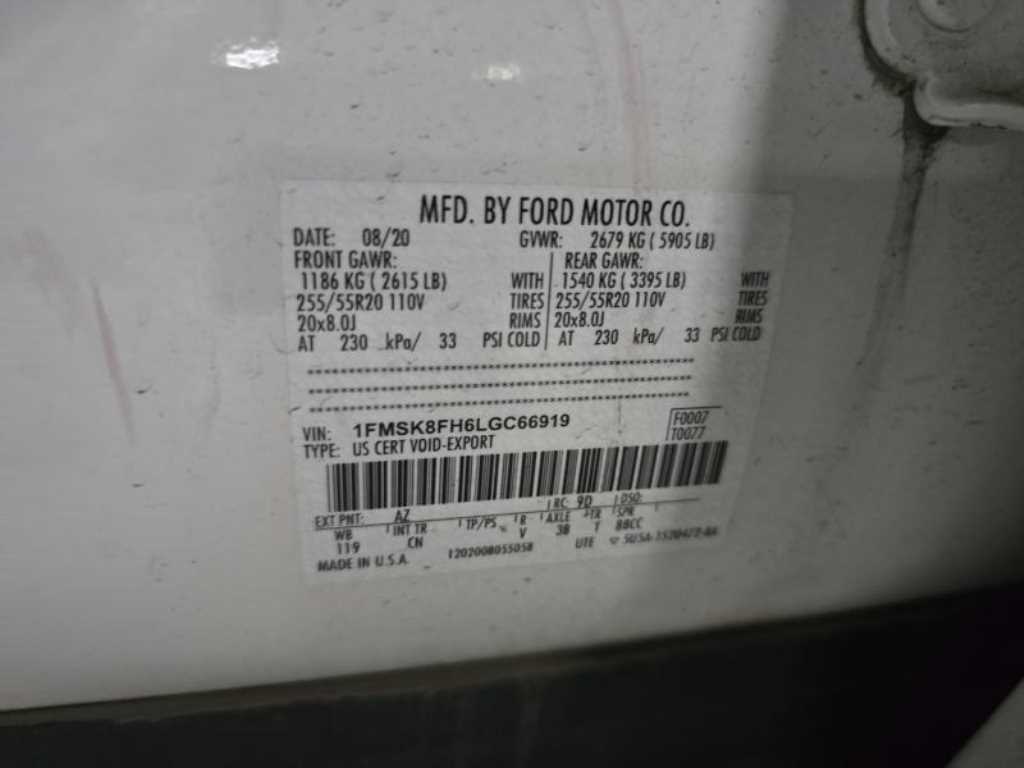 MFD. BY FORD MOTOR CO.
DATE: 08/20 GVWR: 2679 KG ( 5905 LB)
FRONT GAWR: REAR GAWR:
1186 KG ( 2615 LB) WITH 1540 KG ( 3395 LB) WITH
255/55R20 110V TIRES 255/55R20 110V TIRES
20x8.0J RIMS 20x8.0J RIMS
AT 230 kPa/ 33 PSI COLD AT 230 kPa/ 33 PSI COLD
VIN: 1FMSK8FH6LGC66919 F0007
TYPE: US CERT VOID-EXPORT T0077
EXT PNT: AZ RC: 9D DSO:
WB INT TR TP/PS R AXLE TR SPR
119 CN V 38 T 88CC
MADE IN U.S.A. 1202008055058 UTE